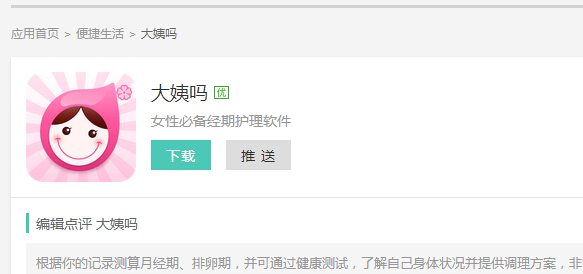 应用首页 > 便捷生活 > 大姨吗
大姨吗 优
女性必备经期护理软件
下载 推 送
编辑点评 大姨吗
根据你的记录测算月经期、排卵期，并可通过健康测试，了解自己身体状况并提供调理方案，非